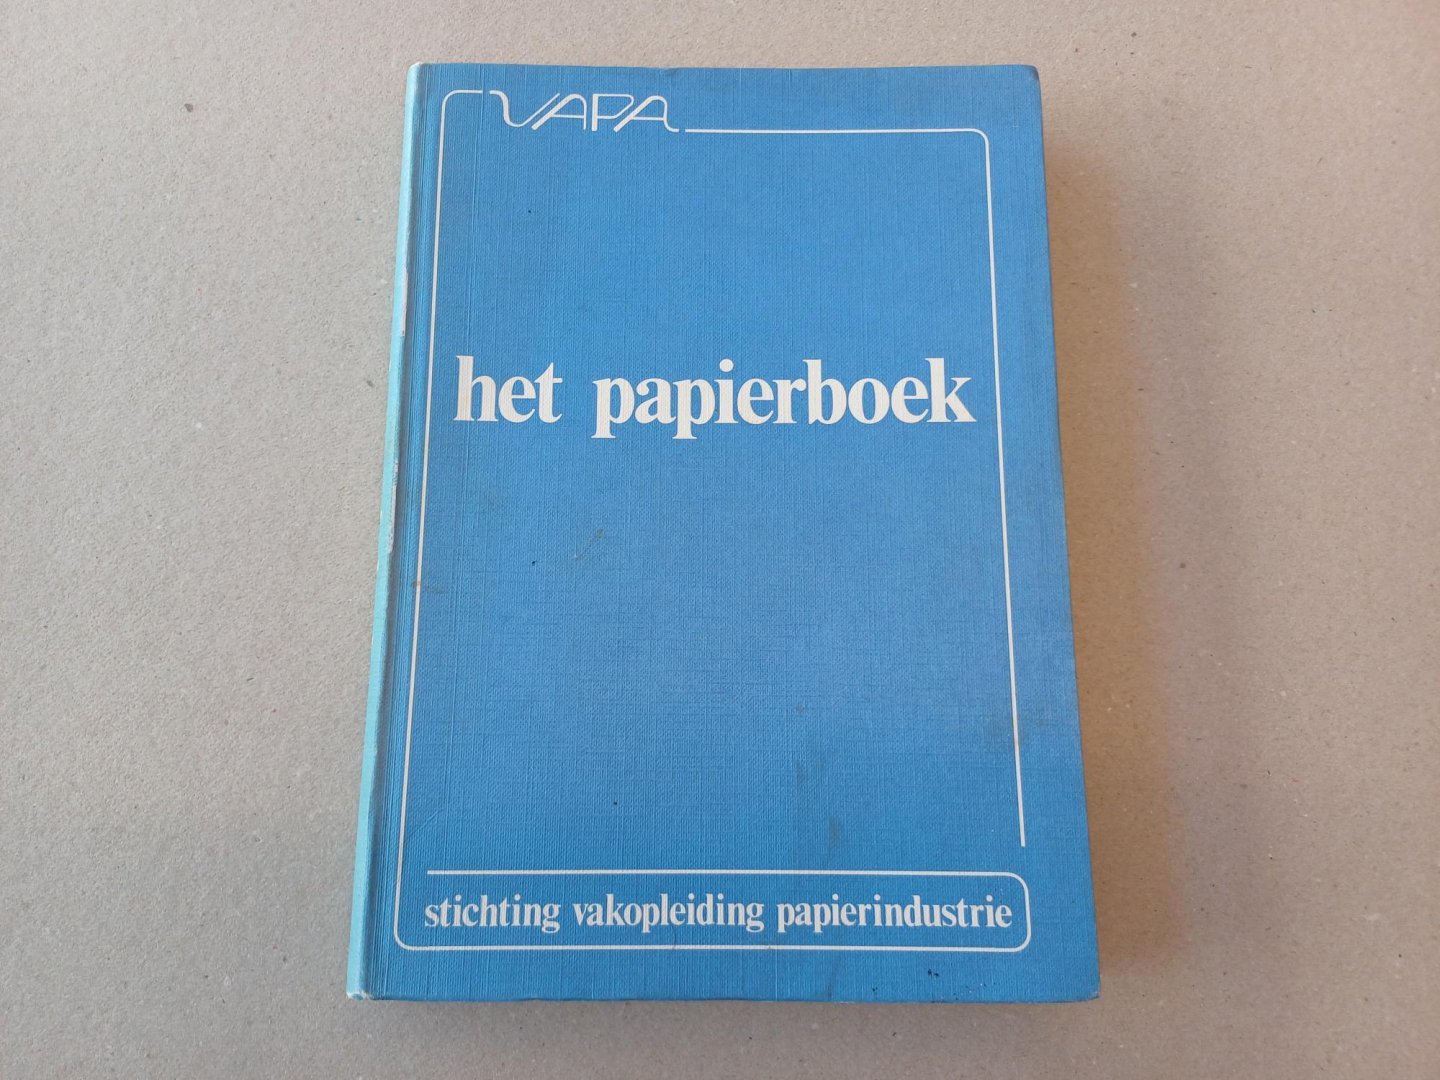 VAPA
het papierboek
stichting vakopleiding papierindustrie